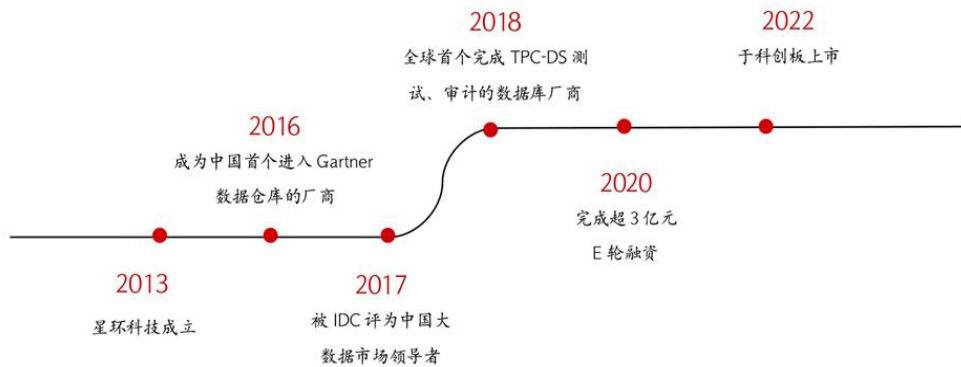 2018
全球首个完成 TPC-DS 测
试、审计的数据库厂商
2022
于科创板上市
2016
成为中国首个进入 Gartner
数据仓库的厂商
2020
完成超 3 亿元
E 轮融资
2013
星环科技成立
2017
被 IDC 评为中国大
数据市场领导者